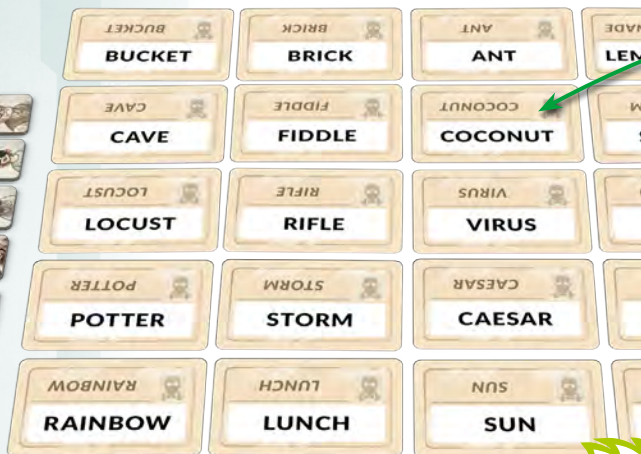 BUCKET BRICK ANT
BUCKET BRICK ANT
CAVE FIDDLE COCONUT
CAVE FIDDLE COCONUT
LOCUST RIFLE VIRUS
LOCUST RIFLE VIRUS
POTTER STORM CAESAR
POTTER STORM CAESAR
RAINBOW LUNCH SUN
RAINBOW LUNCH SUN